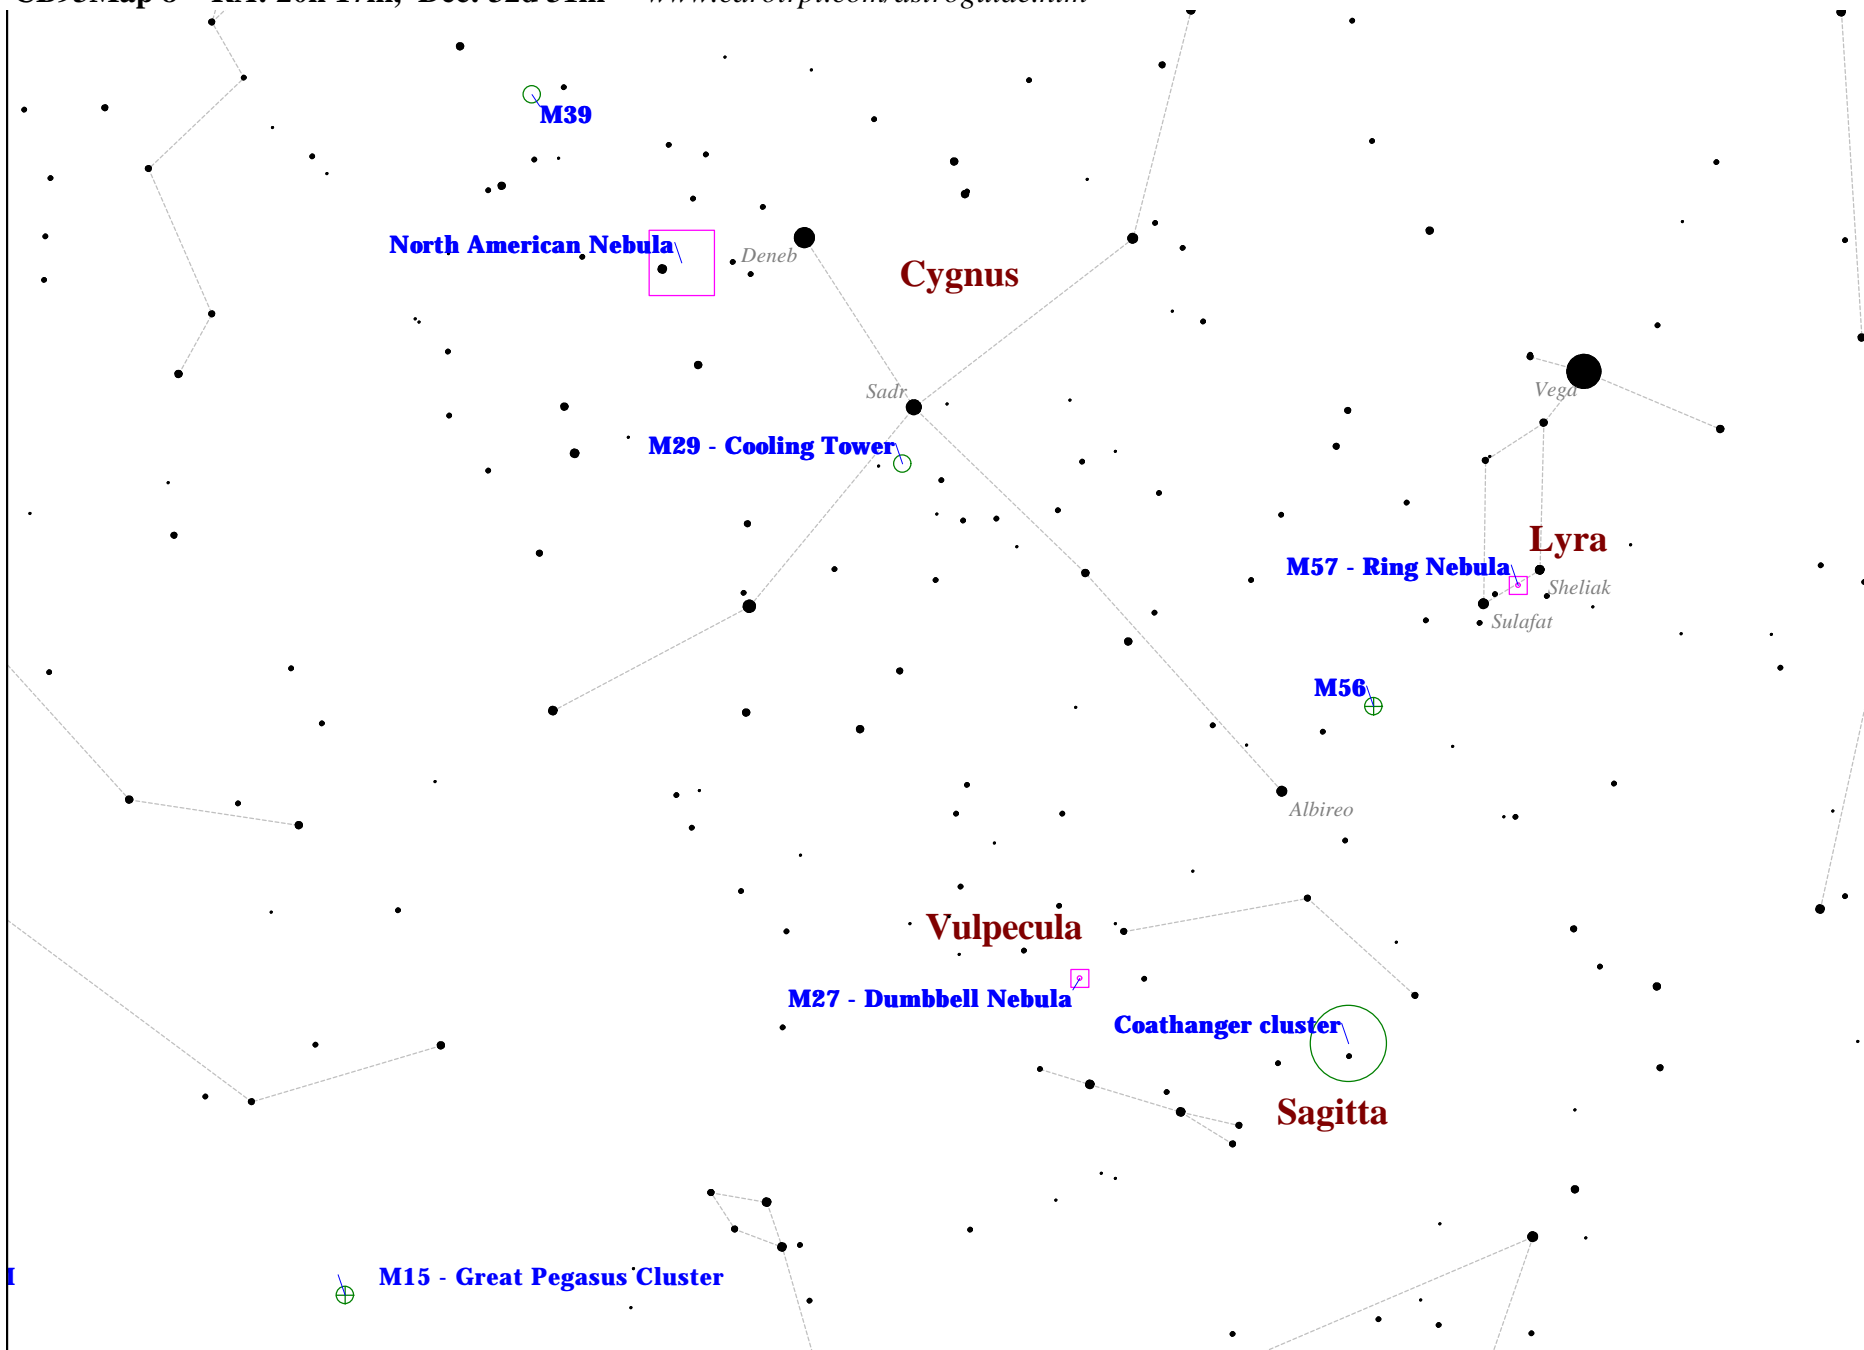 M39
North American Nebula
Deneb
Cygnus
Sadr
Vega
M29 - Cooling Tower
Lyra
M57 - Ring Nebula
Sheliak
Sulafat
M56
Albireo
Vulpecula
M27 - Dumbbell Nebula
Coathanger cluster
Sagitta
M15 - Great Pegasus Cluster